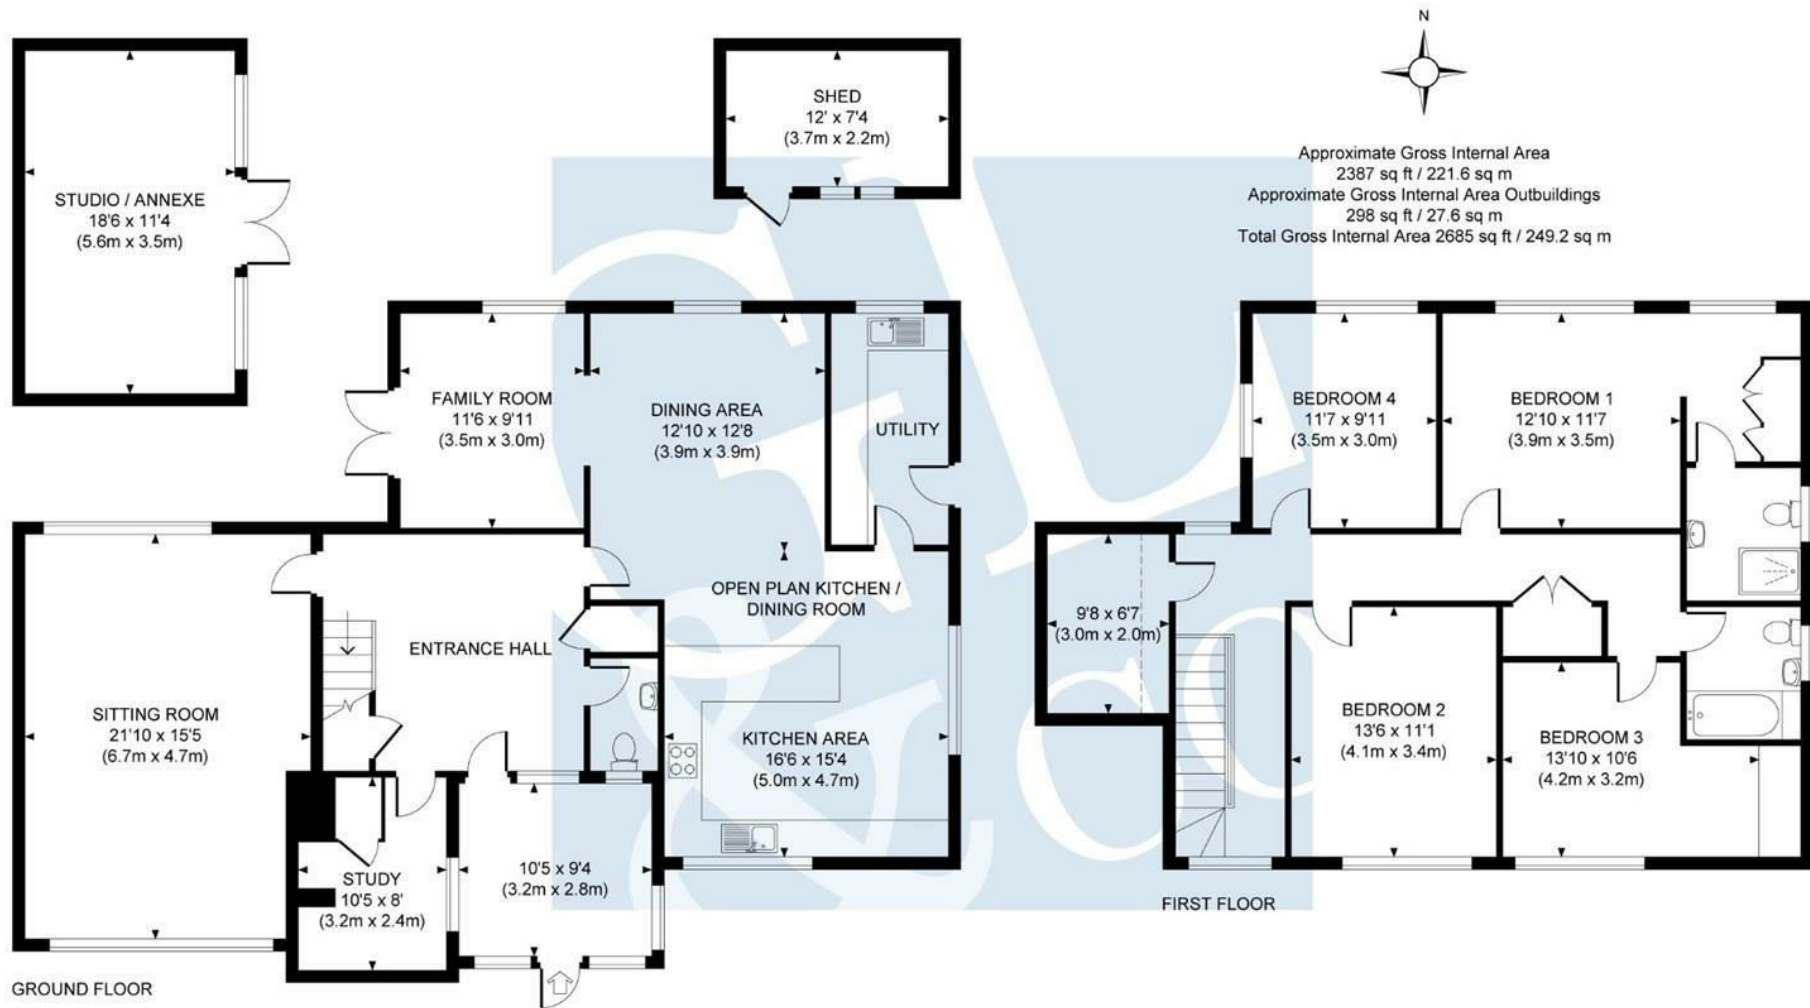 N
SHED
12' x 7'4
(3.7m x 2.2m)
STUDIO / ANNEXE
18'6 x 11'4
(5.6m x 3.5m)
Approximate Gross Internal Area
2387 sq ft / 221.6 sq m
Approximate Gross Internal Area Outbuildings
298 sq ft / 27.6 sq m
Total Gross Internal Area 2685 sq ft / 249.2 sq m
FAMILY ROOM
11'6 x 9'11
(3.5m x 3.0m)
DINING AREA
12'10 x 12'8
(3.9m x 3.9m)
UTILITY
BEDROOM 4
11'7 x 9'11
(3.5m x 3.0m)
BEDROOM 1
12'10 x 11'7
(3.9m x 3.5m)
OPEN PLAN KITCHEN /
DINING ROOM
ENTRANCE HALL
9'8 x 6'7
(3.0m x 2.0m)
SITTING ROOM
21'10 x 15'5
(6.7m x 4.7m)
KITCHEN AREA
16'6 x 15'4
(5.0m x 4.7m)
BEDROOM 2
13'6 x 11'1
(4.1m x 3.4m)
BEDROOM 3
13'10 x 10'6
(4.2m x 3.2m)
STUDY
10'5 x 8'
(3.2m x 2.4m)
10'5 x 9'4
(3.2m x 2.8m)
FIRST FLOOR
GROUND FLOOR